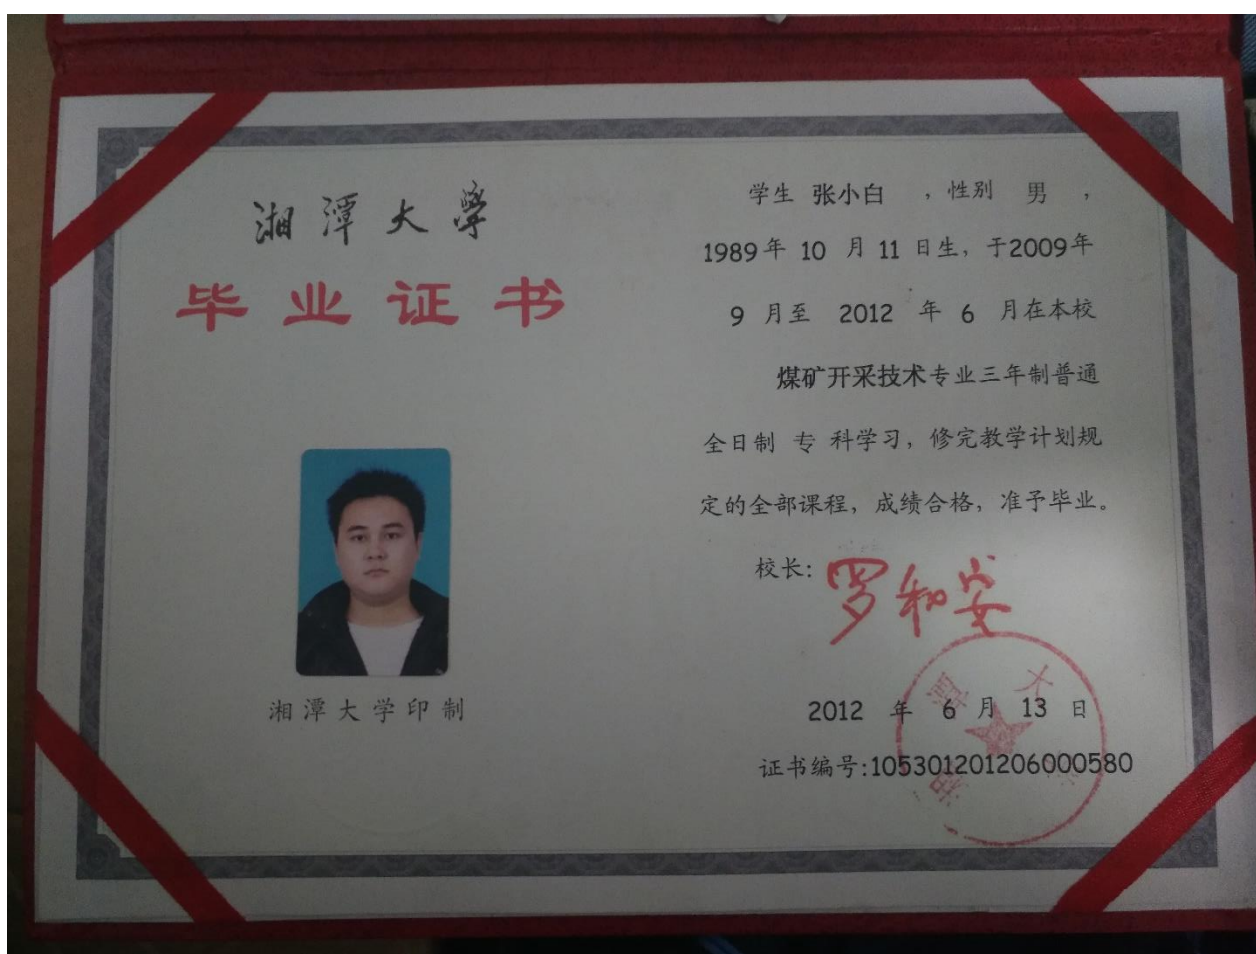 湘潭大学
毕业证书
湘潭大学印制
学生 张小白 ，性别 男 ，
1989年 10 月 11 日生，于2009年
9 月至 2012 年 6 月在本校
煤矿开采技术专业三年制普通
全日制 专 科学习，修完教学计划规
定的全部课程，成绩合格，准予毕业。
校长：罗和安
2012 年 6 月 13 日
证书编号:105301201206000580
湘潭大